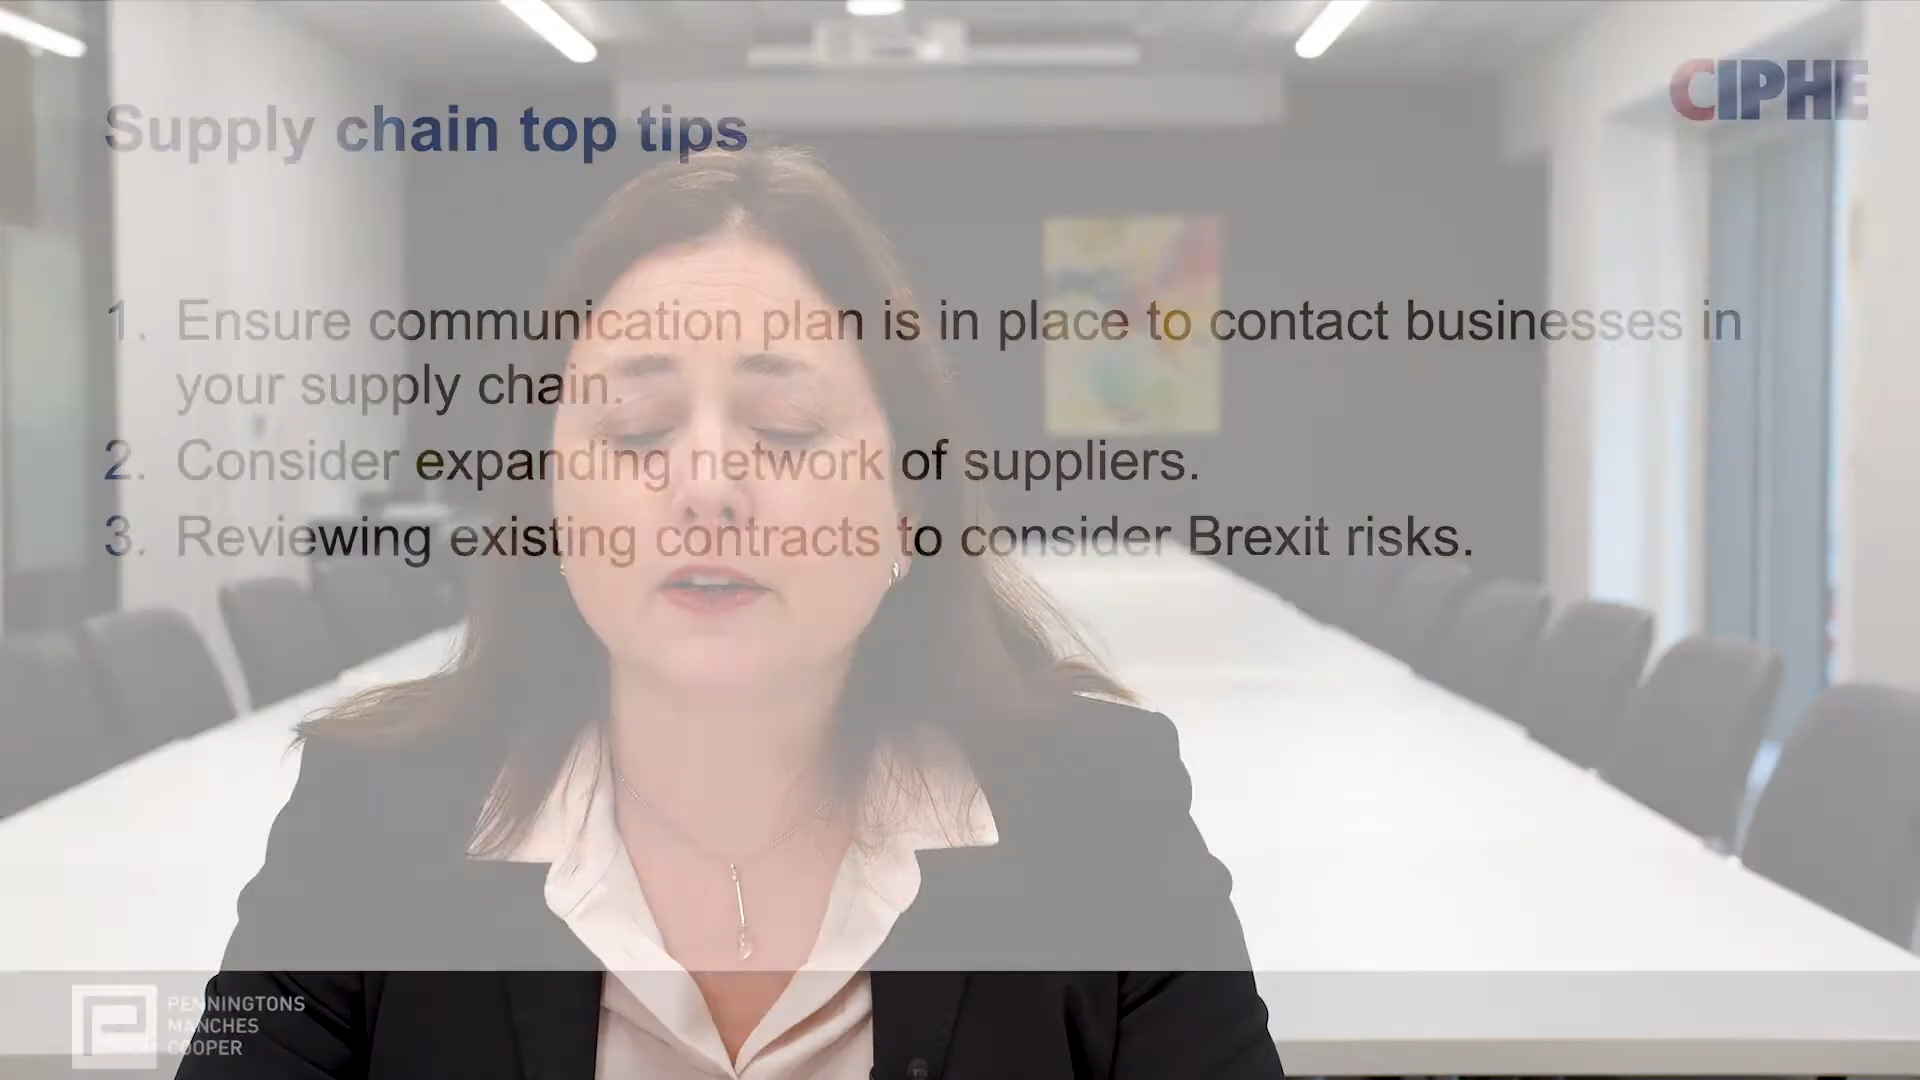 CIPHE
Supply chain top tips
1. Ensure communication plan is in place to contact businesses in
your supply chain.
2. Consider expanding network of suppliers.
3. Reviewing existing contracts to consider Brexit risks.
PENNINGTONS
MANCHES
COOPER